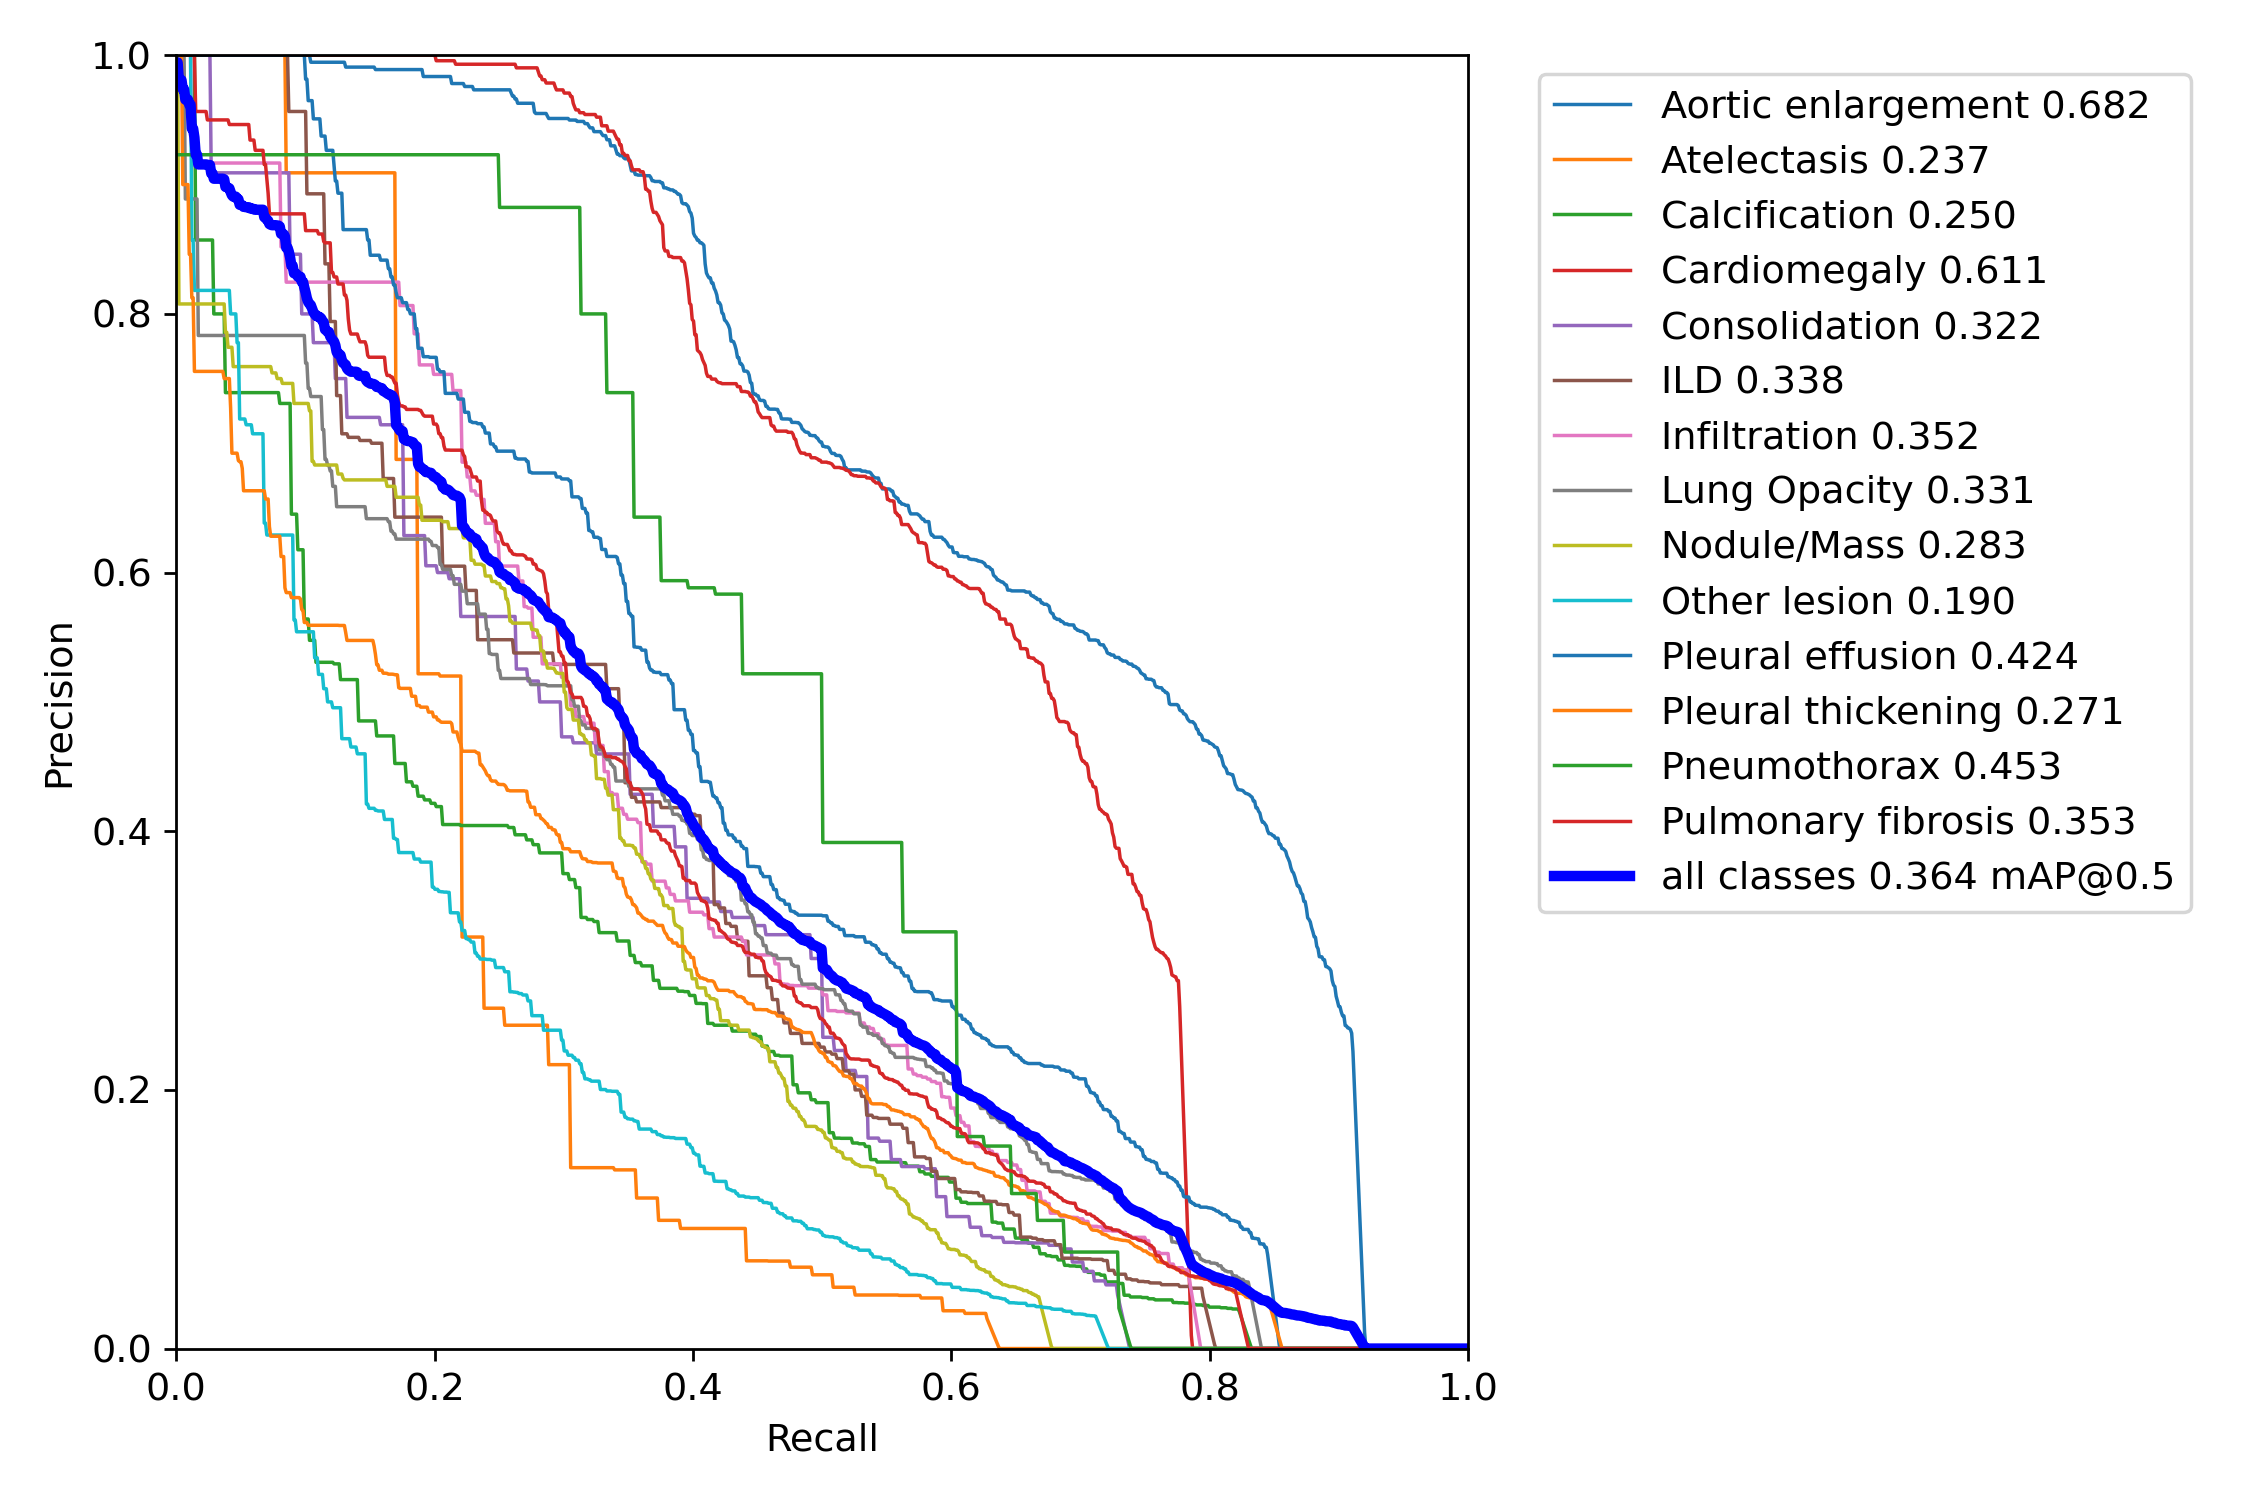 1.0
0.8
0.6
0.4
0.2
0.0
Precision
0.0 0.2 0.4 0.6 0.8 1.0
Recall
Aortic enlargement 0.682
Atelectasis 0.237
Calcification 0.250
Cardiomegaly 0.611
Consolidation 0.322
ILD 0.338
Infiltration 0.352
Lung Opacity 0.331
Nodule/Mass 0.283
Other lesion 0.190
Pleural effusion 0.424
Pleural thickening 0.271
Pneumothorax 0.453
Pulmonary fibrosis 0.353
all classes 0.364 mAP@0.5